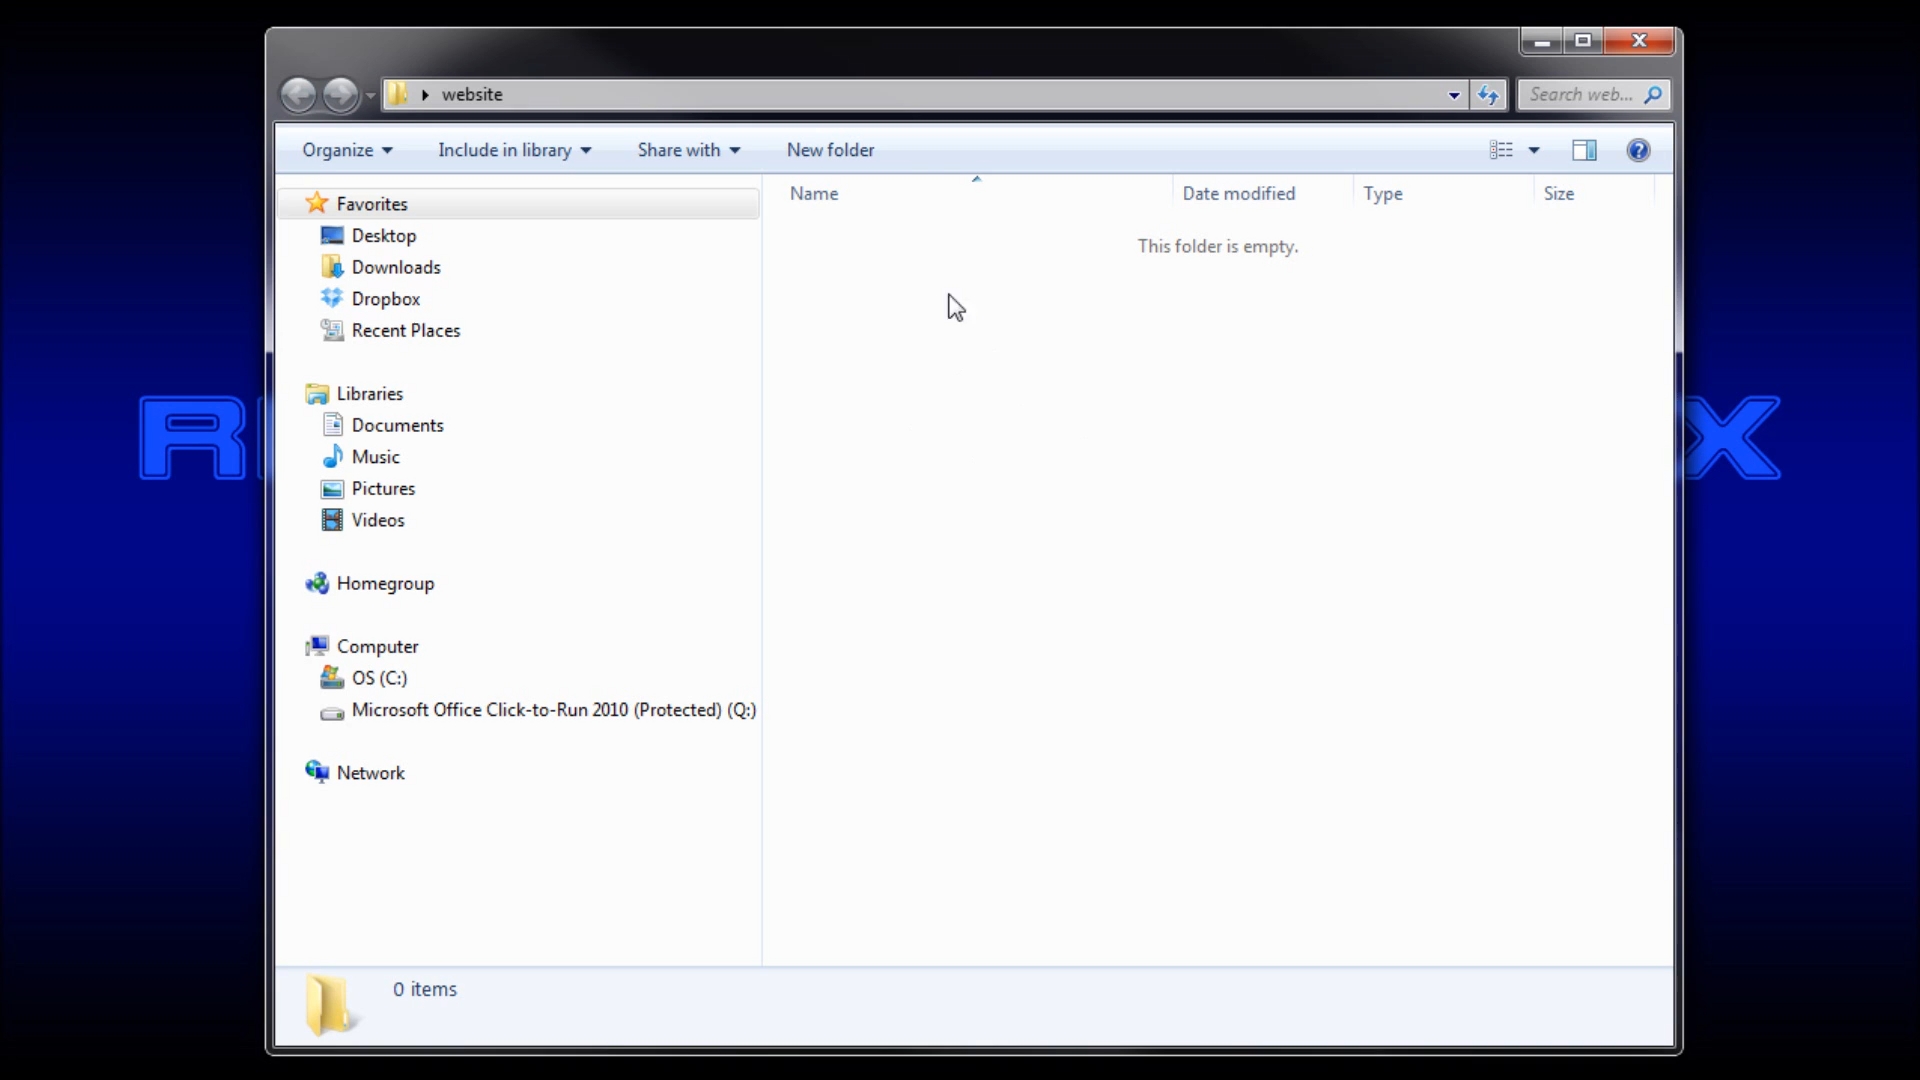 website
Search web...
Organize
Include in library
Share with
New folder
Name
Date modified
Type
Size
This folder is empty.
Favorites
Desktop
Downloads
Dropbox
Recent Places
Libraries
Documents
Music
Pictures
Videos
Homegroup
Computer
OS (C:)
Microsoft Office Click-to-Run 2010 (Protected) (Q:)
Network
0 items